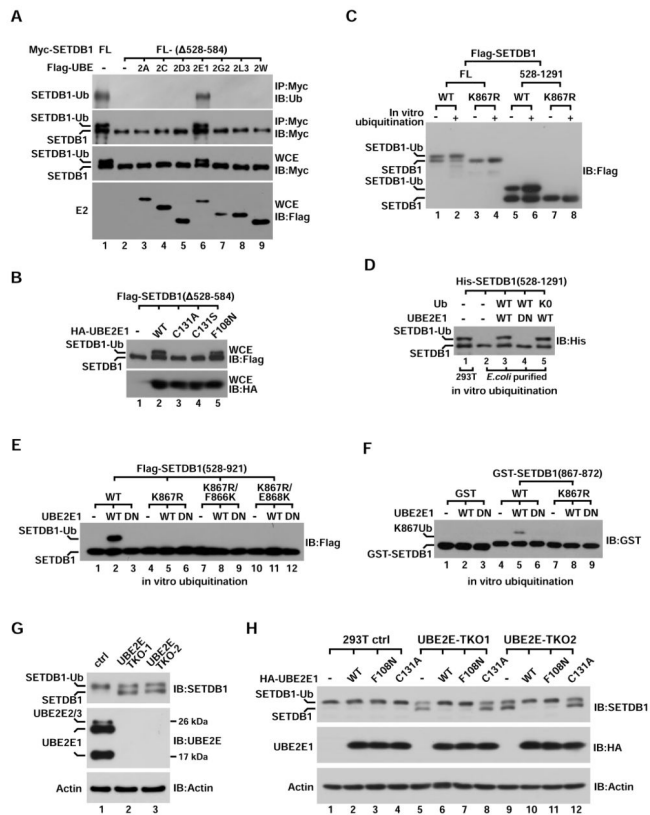 A
Myc-SETDB1 FL FL- (Δ528-584)
Flag-UBE - - 2A 2C 2D3 2E1 2G2 2L3 2W
SETDB1-Ub IP:Myc IB:Ub
SETDB1-Ub SETDB1 IP:Myc IB:Myc
SETDB1-Ub SETDB1 WCE IB:Myc
E2 WCE IB:Flag
1 2 3 4 5 6 7 8 9
B
Flag-SETDB1(Δ528-584)
HA-UBE2E1 - WT C131A C131S F108N
SETDB1-Ub SETDB1 WCE IB:Flag
WCE IB:HA
1 2 3 4 5
C
Flag-SETDB1
FL 528-1291
WT K867R WT K867R
In vitro ubiquitination - + - + - + - +
SETDB1-Ub
SETDB1
SETDB1-Ub
SETDB1
IB:Flag
1 2 3 4 5 6 7 8
D
His-SETDB1(528-1291)
Ub - - WT WT K0
UBE2E1 - - WT DN WT
SETDB1-Ub
SETDB1
IB:His
1 2 3 4 5
293T E.coli purified
in vitro ubiquitination
E
Flag-SETDB1(528-921)
WT K867R K867R/F866K K867R/E868K
UBE2E1 - WT DN - WT DN - WT DN - WT DN
SETDB1-Ub
SETDB1
IB:Flag
1 2 3 4 5 6 7 8 9 10 11 12
in vitro ubiquitination
F
GST-SETDB1(867-872)
GST WT K867R
UBE2E1 - WT DN - WT DN - WT DN
K867Ub
GST-SETDB1
IB:GST
1 2 3 4 5 6 7 8 9
in vitro ubiquitination
G
ctrl UBE2E TKO-1 UBE2E TKO-2
SETDB1-Ub
SETDB1
IB:SETDB1
UBE2E2/3 26 kDa
IB:UBE2E
UBE2E1 17 kDa
Actin IB:Actin
1 2 3
H
293T ctrl UBE2E-TKO1 UBE2E-TKO2
HA-UBE2E1 - WT F108N C131A - WT F108N C131A - WT F108N C131A
SETDB1-Ub
SETDB1
IB:SETDB1
UBE2E1 IB:HA
Actin IB:Actin
1 2 3 4 5 6 7 8 9 10 11 12